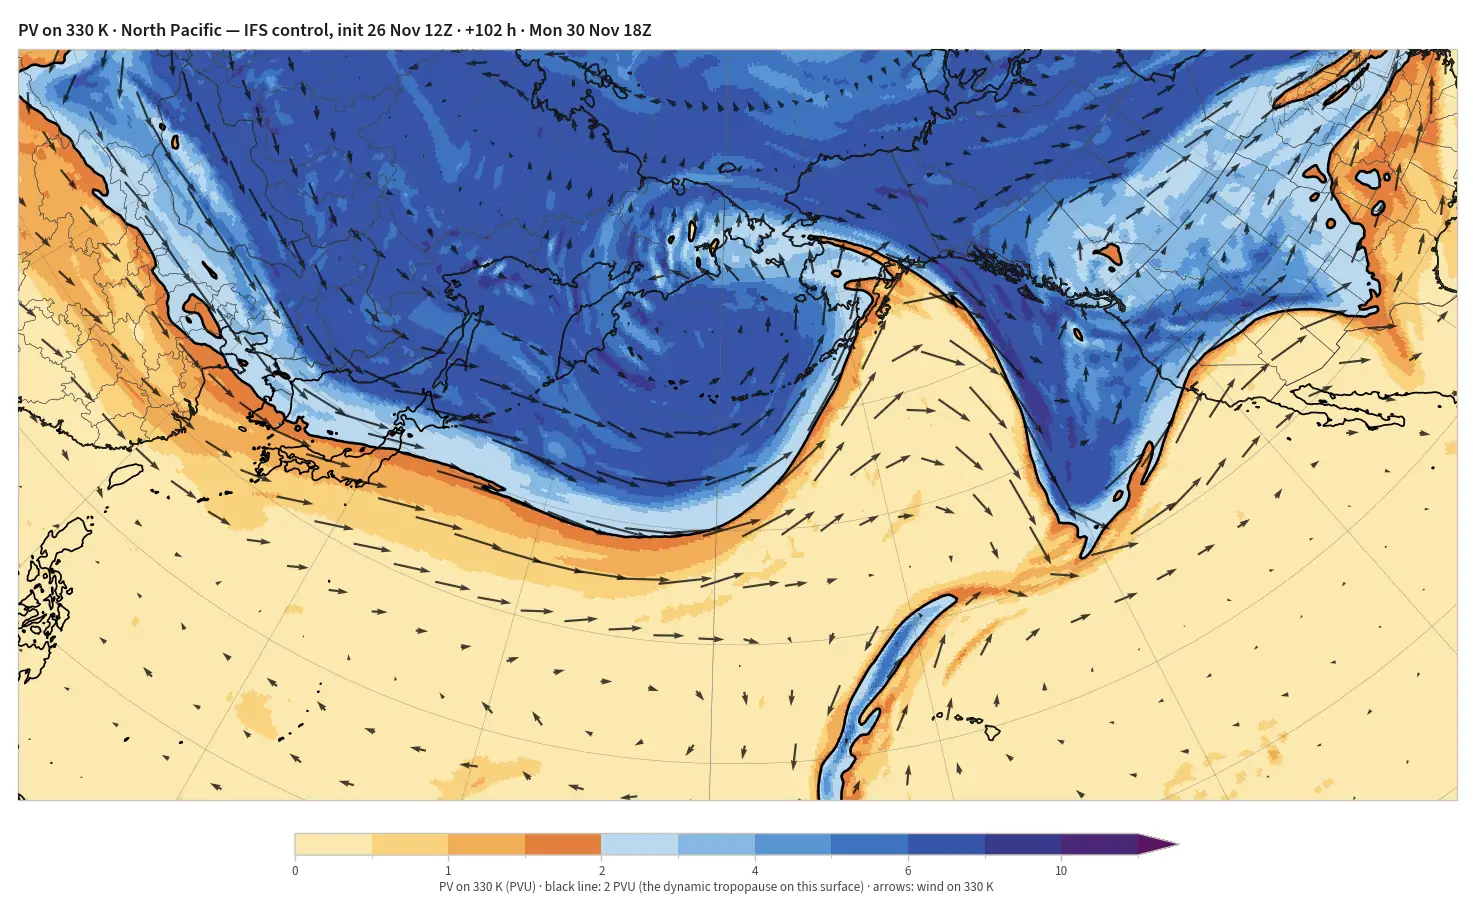 PV on 330 K · North Pacific — IFS control, init 26 Nov 12Z · +102 h · Mon 30 Nov 18Z
0 1 2 4 6 10
PV on 330 K (PVU) · black line: 2 PVU (the dynamic tropopause on this surface) · arrows: wind on 330 K